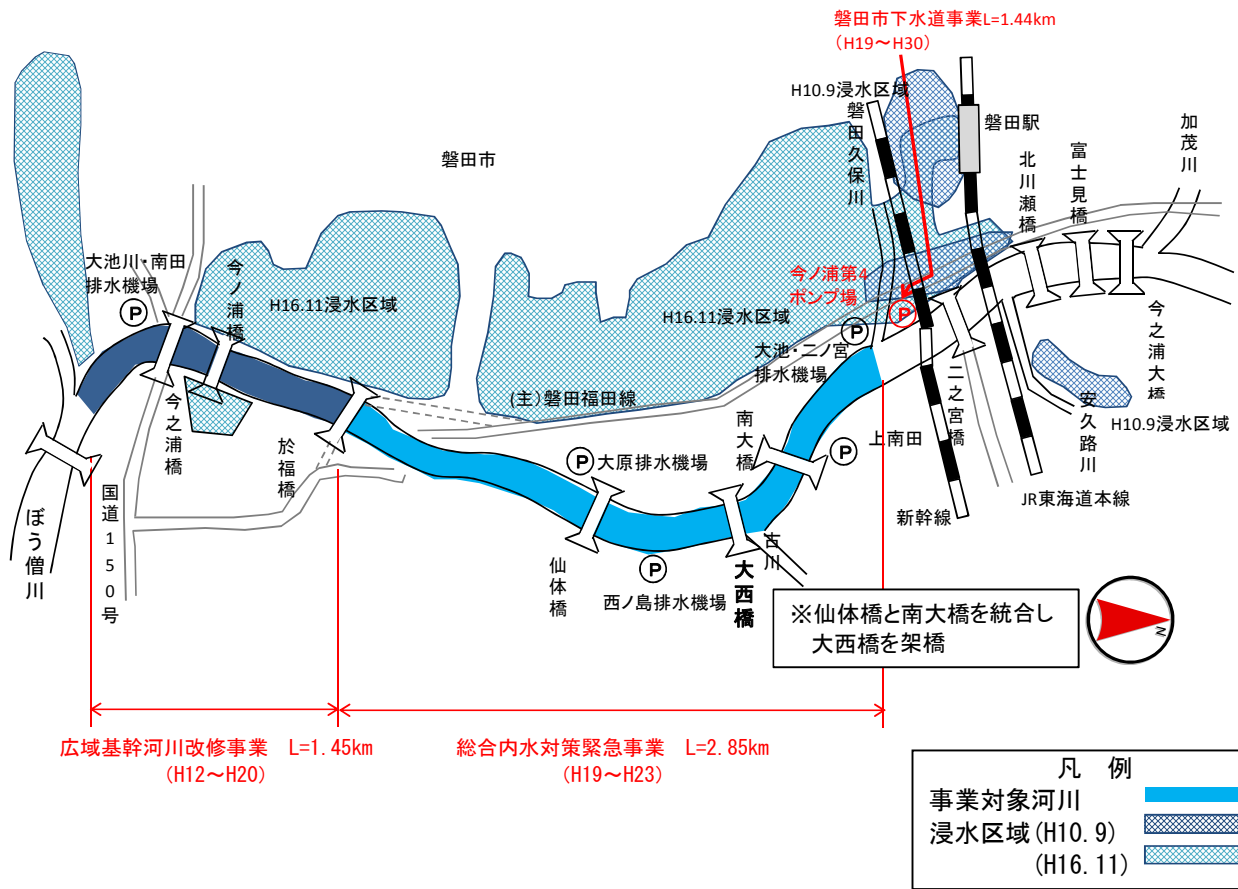 磐田市下水道事業L=1.44km
(H19～H30)
H10.9浸水区域
磐田久保川
磐田駅
加茂川
富士見橋
北川瀬橋
磐田市
大池川・南田
排水機場
P
今ノ浦橋
H16.11浸水区域
H16.11浸水区域
今ノ浦第4
ポンプ場
P
P
大池・二ノ宮
排水機場
今之浦大橋
二之宮橋
安久路川
H10.9浸水区域
(主)磐田福田線
今之浦橋
於福橋
南大橋
上南田
P
P
大原排水機場
JR東海道本線
新幹線
国道150号
ぼう僧川
仙体橋
P
西ノ島排水機場
大西橋
古川
※仙体橋と南大橋を統合し
大西橋を架橋
N
広域基幹河川改修事業　L=1.45km
(H12～H20)
総合内水対策緊急事業　L=2.85km
(H19～H23)
凡　例
事業対象河川
浸水区域(H10.9)
(H16.11)